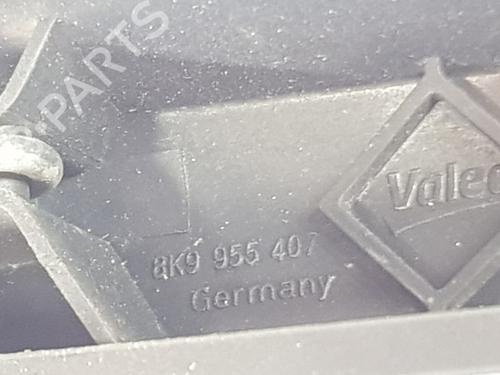 B-PARTS
Valeo
8K9 955 407
Germany